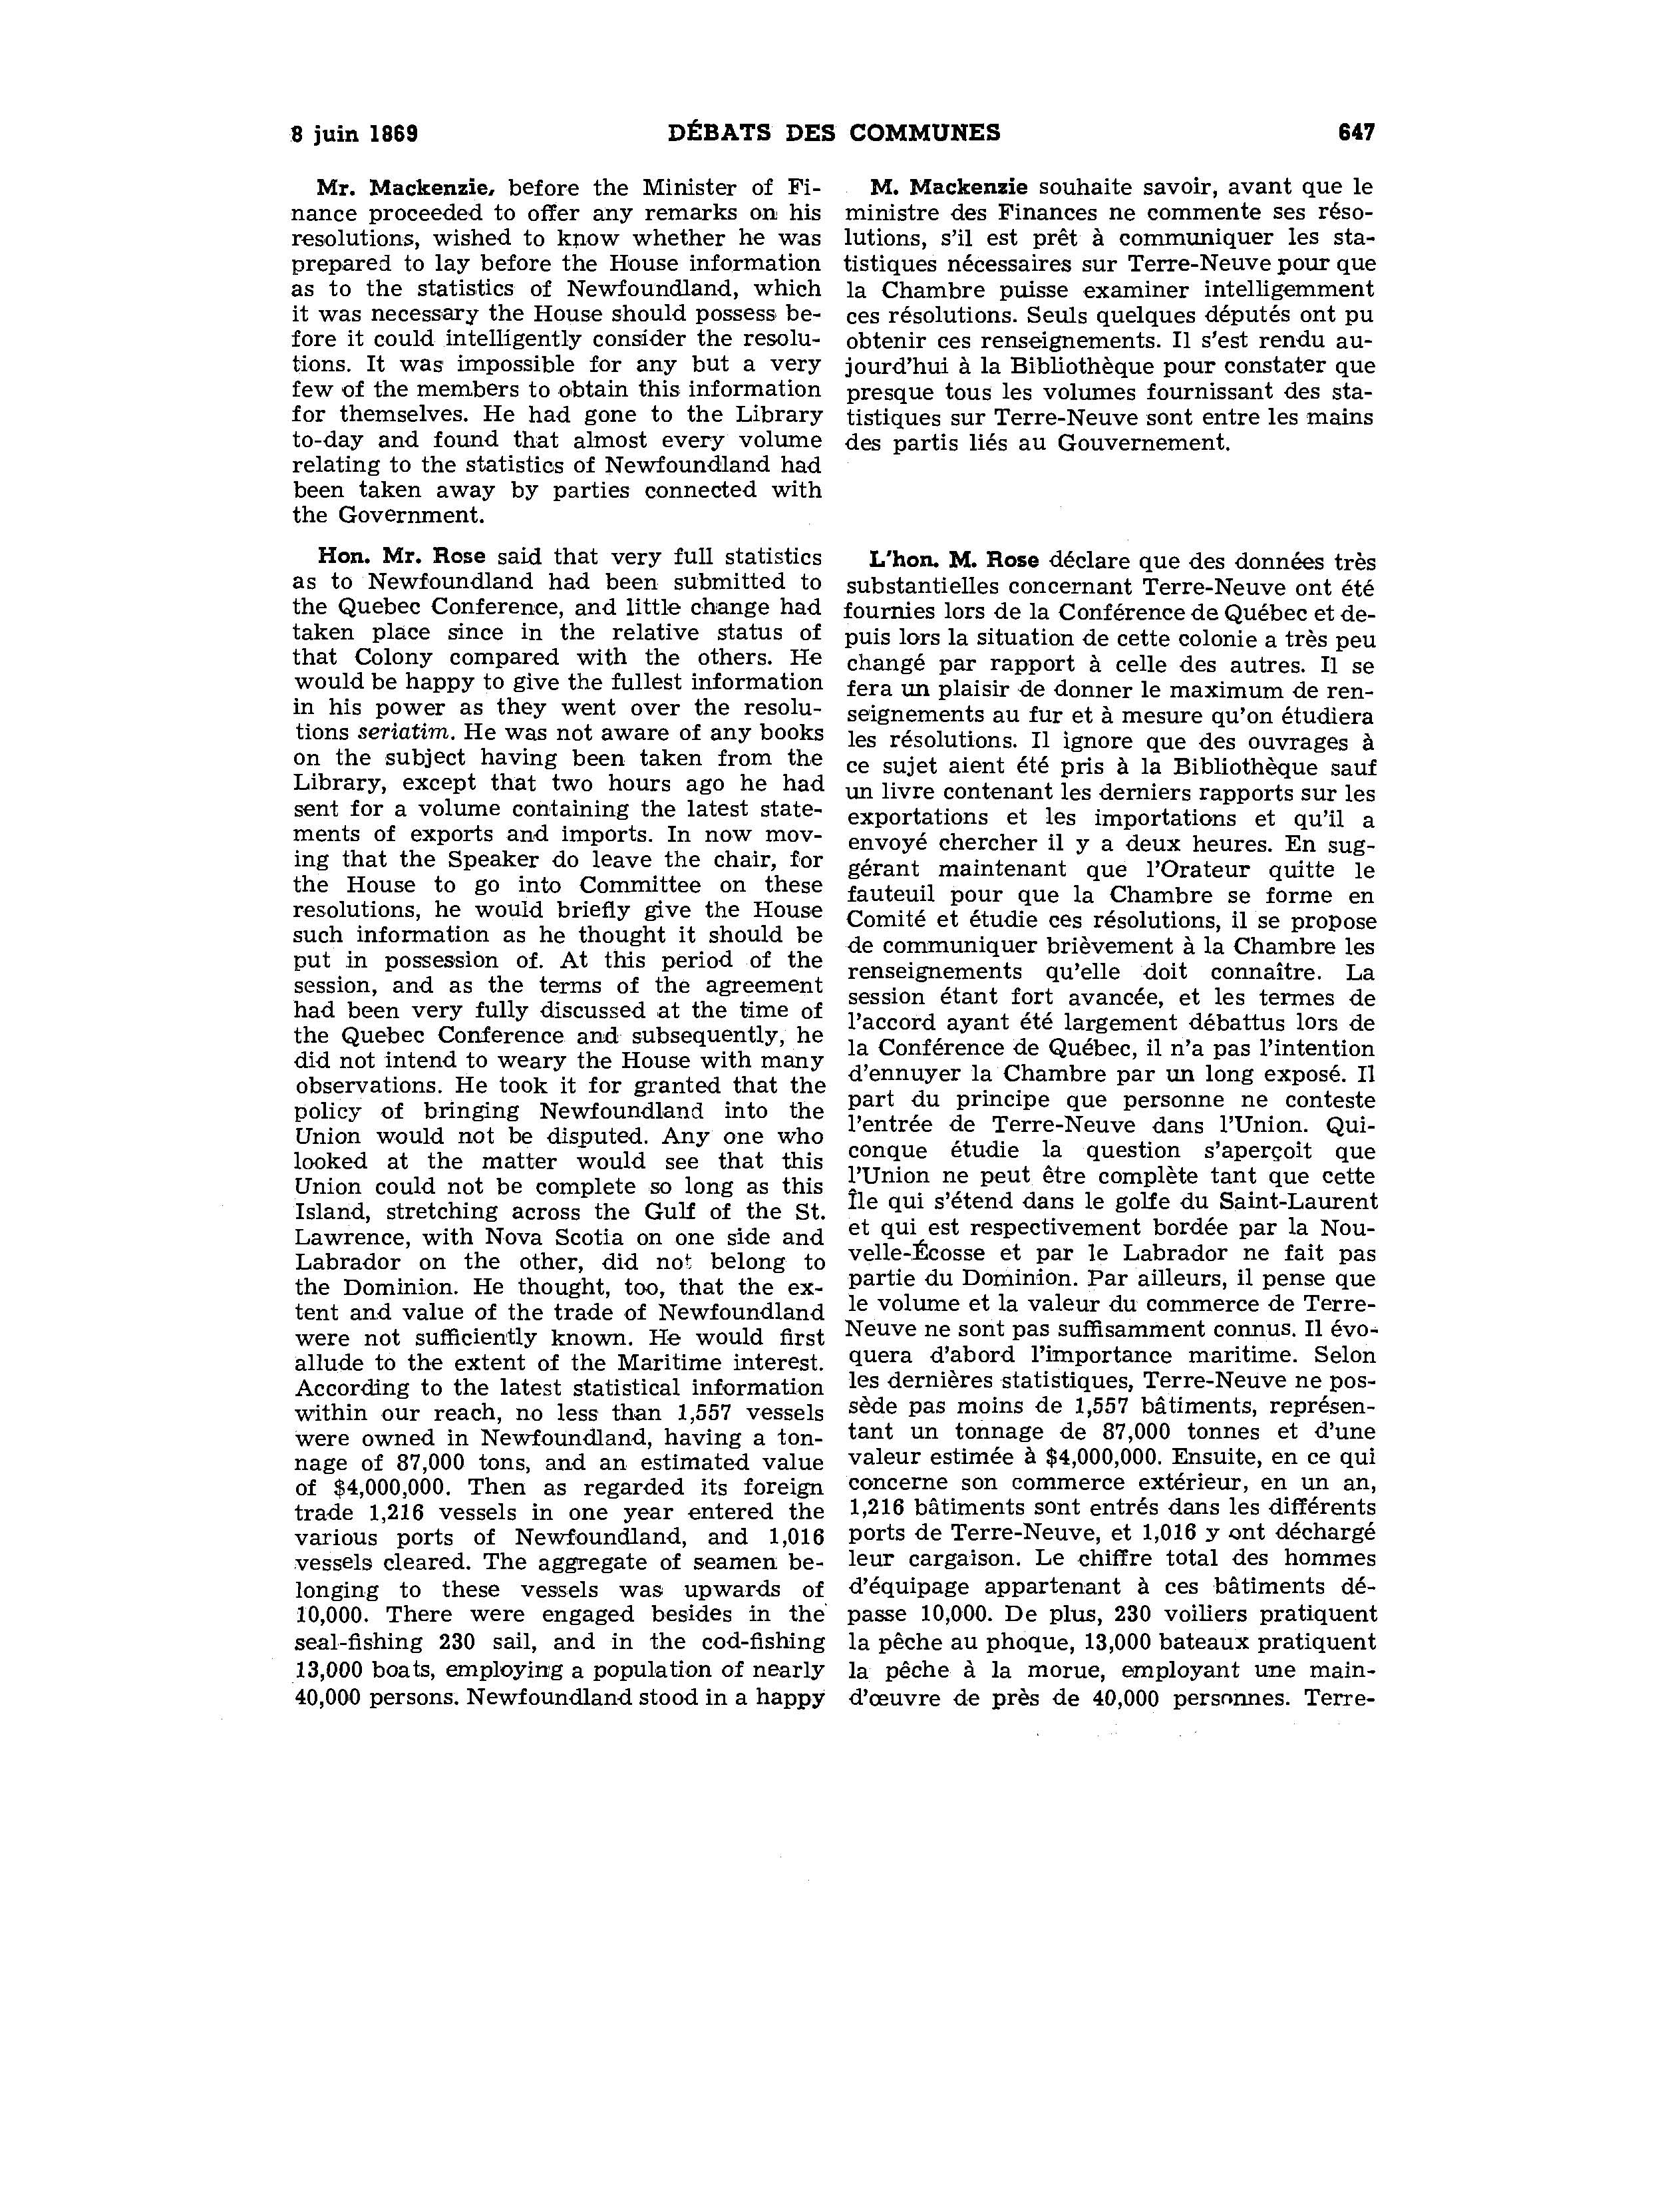 8 juin 1869
DÉBATS DES COMMUNES
647
Mr. Mackenzie, before the Minister of Fi-
nance proceeded to offer any remarks on his
resolutions, wished to know whether he was
prepared to lay before the House information
as to the statistics of Newfoundland, which
it was necessary the House should possess be-
fore it could intelligently consider the resolu-
tions. It was impossible for any but a very
few of the members to obtain this information
for themselves. He had gone to the Library
to-day and found that almost every volume
relating to the statistics of Newfoundland had
been taken away by parties connected with
the Government.
Hon. Mr. Rose said that very full statistics
as to Newfoundland had been submitted to
the Quebec Conference, and little change had
taken place since in the relative status of
that Colony compared with the others. He
would be happy to give the fullest information
in his power as they went over the resolu-
tions seriatim. He was not aware of any books
on the subject having been taken from the
Library, except that two hours ago he had
sent for a volume containing the latest state-
ments of exports and imports. In now mov-
ing that the Speaker do leave the chair, for
the House to go into Committee on these
resolutions, he would briefly give the House
such information as he thought it should be
put in possession of. At this period of the
session, and as the terms of the agreement
had been very fully discussed at the time of
the Quebec Conference and subsequently, he
did not intend to weary the House with many
observations. He took it for granted that the
policy of bringing Newfoundland into the
Union would not be disputed. Any one who
looked at the matter would see that this
Union could not be complete so long as this
Island, stretching across the Gulf of the St.
Lawrence, with Nova Scotia on one side and
Labrador on the other, did not belong to
the Dominion. He thought, too, that the ex-
tent and value of the trade of Newfoundland
were not sufficiently known. He would first
allude to the extent of the Maritime interest.
According to the latest statistical information
within our reach, no less than 1,557 vessels
were owned in Newfoundland, having a ton-
nage of 87,000 tons, and an estimated value
of $4,000,000. Then as regarded its foreign
trade 1,216 vessels in one year entered the
various ports of Newfoundland, and 1,016
vessels cleared. The aggregate of seamen be-
longing to these vessels was upwards of
10,000. There were engaged besides in the
seal-fishing 230 sail, and in the cod-fishing
13,000 boats, employing a population of nearly
40,000 persons. Newfoundland stood in a happy
M. Mackenzie souhaite savoir, avant que le
ministre des Finances ne commente ses réso-
lutions, s'il est prêt à communiquer les sta-
tistiques nécessaires sur Terre-Neuve pour que
la Chambre puisse examiner intelligemment
ces résolutions. Seuls quelques députés ont pu
obtenir ces renseignements. Il s'est rendu au-
jourd'hui à la Bibliothèque pour constater que
presque tous les volumes fournissant des sta-
tistiques sur Terre-Neuve sont entre les mains
des partis liés au Gouvernement.
L'hon. M. Rose déclare que des données très
substantielles concernant Terre-Neuve ont été
fournies lors de la Conférence de Québec et de-
puis lors la situation de cette colonie a très peu
changé par rapport à celle des autres. Il se
fera un plaisir de donner le maximum de ren-
seignements au fur et à mesure qu'on étudiera
les résolutions. Il ignore que des ouvrages à
ce sujet aient été pris à la Bibliothèque sauf
un livre contenant les derniers rapports sur les
exportations et les importations et qu'il a
envoyé chercher il y a deux heures. En sug-
gérant maintenant que l'Orateur quitte le
fauteuil pour que la Chambre se forme en
Comité et étudie ces résolutions, il se propose
de communiquer brièvement à la Chambre les
renseignements qu'elle doit connaître. La
session étant fort avancée, et les termes de
l'accord ayant été largement débattus lors de
la Conférence de Québec, il n'a pas l'intention
d'ennuyer la Chambre par un long exposé. Il
part du principe que personne ne conteste
l'entrée de Terre-Neuve dans l'Union. Qui-
conque étudie la question s'aperçoit que
l'Union ne peut être complète tant que cette
Île qui s'étend dans le golfe du Saint-Laurent
et qui est respectivement bordée par la Nou-
velle-Écosse et par le Labrador ne fait pas
partie du Dominion. Par ailleurs, il pense que
le volume et la valeur du commerce de Terre-
Neuve ne sont pas suffisamment connus. Il évo-
quera d'abord l'importance maritime. Selon
les dernières statistiques, Terre-Neuve ne pos-
sède pas moins de 1,557 bâtiments, représen-
tant un tonnage de 87,000 tonnes et d'une
valeur estimée à $4,000,000. Ensuite, en ce qui
concerne son commerce extérieur, en un an,
1,216 bâtiments sont entrés dans les différents
ports de Terre-Neuve, et 1,016 y ont déchargé
leur cargaison. Le chiffre total des hommes
d'équipage appartenant à ces bâtiments dé-
passe 10,000. De plus, 230 voiliers pratiquent
la pêche au phoque, 13,000 bateaux pratiquent
la pêche à la morue, employant une main-
d'œuvre de près de 40,000 personnes. Terre-